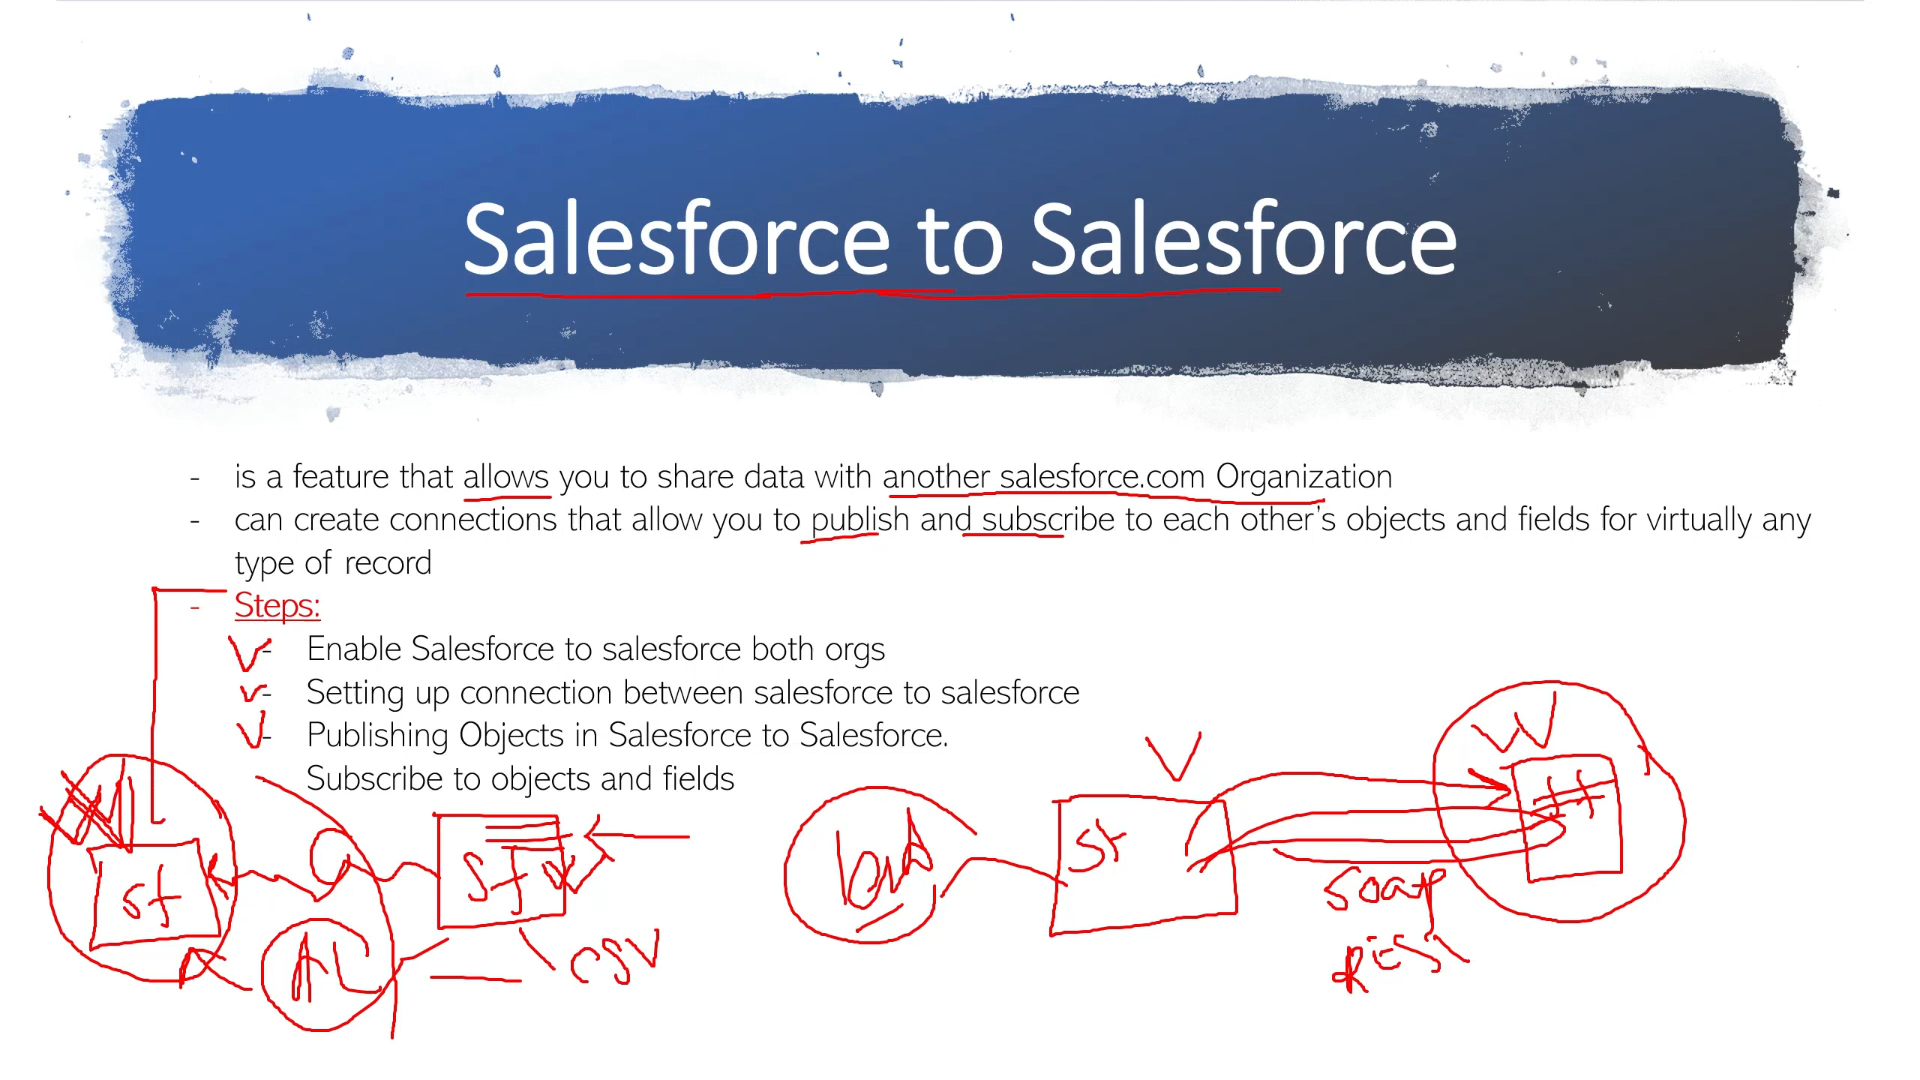 Salesforce to Salesforce
- is a feature that allows you to share data with another salesforce.com Organization
- can create connections that allow you to publish and subscribe to each other's objects and fields for virtually any
type of record
- Steps:
- Enable Salesforce to salesforce both orgs
- Setting up connection between salesforce to salesforce
- Publishing Objects in Salesforce to Salesforce.
Subscribe to objects and fields
sf
sf
CSV
sf
Soap
REST